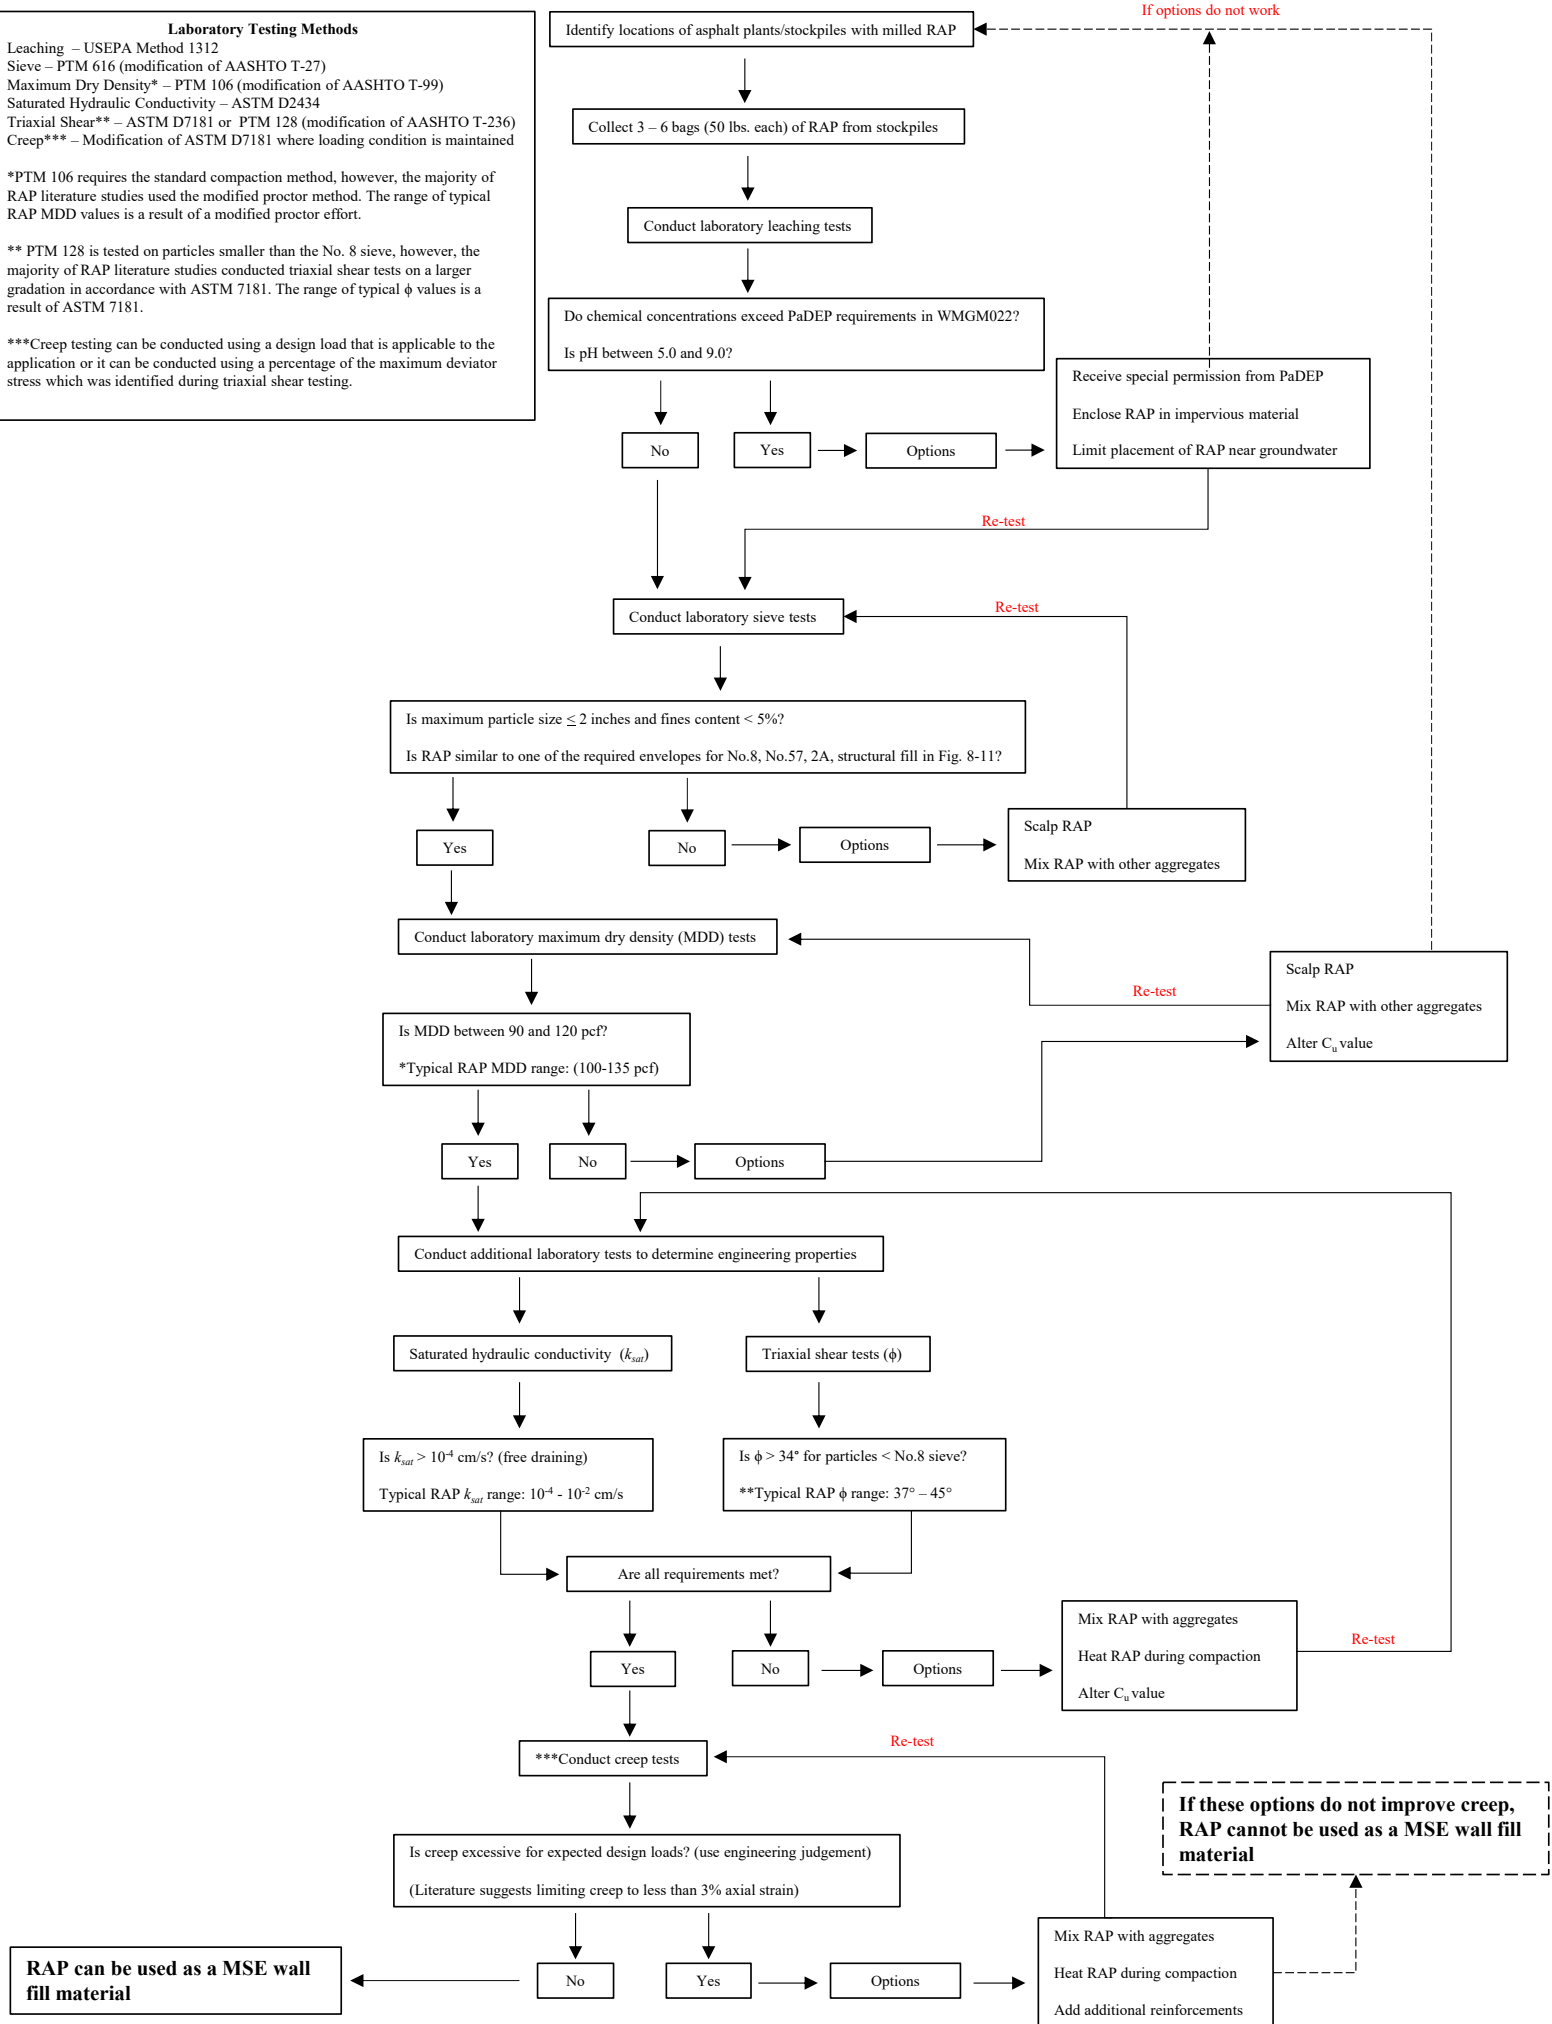 Laboratory Testing Methods
Leaching – USEPA Method 1312
Sieve – PTM 616 (modification of AASHTO T-27)
Maximum Dry Density* – PTM 106 (modification of AASHTO T-99)
Saturated Hydraulic Conductivity – ASTM D2434
Triaxial Shear** – ASTM D7181 or PTM 128 (modification of AASHTO T-236)
Creep*** – Modification of ASTM D7181 where loading condition is maintained
*PTM 106 requires the standard compaction method, however, the majority of
RAP literature studies used the modified proctor method. The range of typical
RAP MDD values is a result of a modified proctor effort.
** PTM 128 is tested on particles smaller than the No. 8 sieve, however, the
majority of RAP literature studies conducted triaxial shear tests on a larger
gradation in accordance with ASTM 7181. The range of typical ϕ values is a
result of ASTM 7181.
***Creep testing can be conducted using a design load that is applicable to the
application or it can be conducted using a percentage of the maximum deviator
stress which was identified during triaxial shear testing.
If options do not work
Identify locations of asphalt plants/stockpiles with milled RAP
Collect 3 – 6 bags (50 lbs. each) of RAP from stockpiles
Conduct laboratory leaching tests
Do chemical concentrations exceed PaDEP requirements in WMGM022?
Is pH between 5.0 and 9.0?
Receive special permission from PaDEP
Enclose RAP in impervious material
Limit placement of RAP near groundwater
No
Yes
Options
Re-test
Conduct laboratory sieve tests
Re-test
Is maximum particle size ≤ 2 inches and fines content < 5%?
Is RAP similar to one of the required envelopes for No.8, No.57, 2A, structural fill in Fig. 8-11?
Yes
No
Options
Scalp RAP
Mix RAP with other aggregates
Conduct laboratory maximum dry density (MDD) tests
Re-test
Scalp RAP
Mix RAP with other aggregates
Alter Cu value
Is MDD between 90 and 120 pcf?
*Typical RAP MDD range: (100-135 pcf)
Yes
No
Options
Conduct additional laboratory tests to determine engineering properties
Saturated hydraulic conductivity (ksat)
Triaxial shear tests (ϕ)
Is ksat > 10-4 cm/s? (free draining)
Typical RAP ksat range: 10-4 - 10-2 cm/s
Is ϕ > 34° for particles < No.8 sieve?
**Typical RAP ϕ range: 37° – 45°
Are all requirements met?
Yes
No
Options
Mix RAP with aggregates
Heat RAP during compaction
Alter Cu value
Re-test
***Conduct creep tests
Re-test
Is creep excessive for expected design loads? (use engineering judgement)
(Literature suggests limiting creep to less than 3% axial strain)
If these options do not improve creep,
RAP cannot be used as a MSE wall fill
material
RAP can be used as a MSE wall
fill material
No
Yes
Options
Mix RAP with aggregates
Heat RAP during compaction
Add additional reinforcements